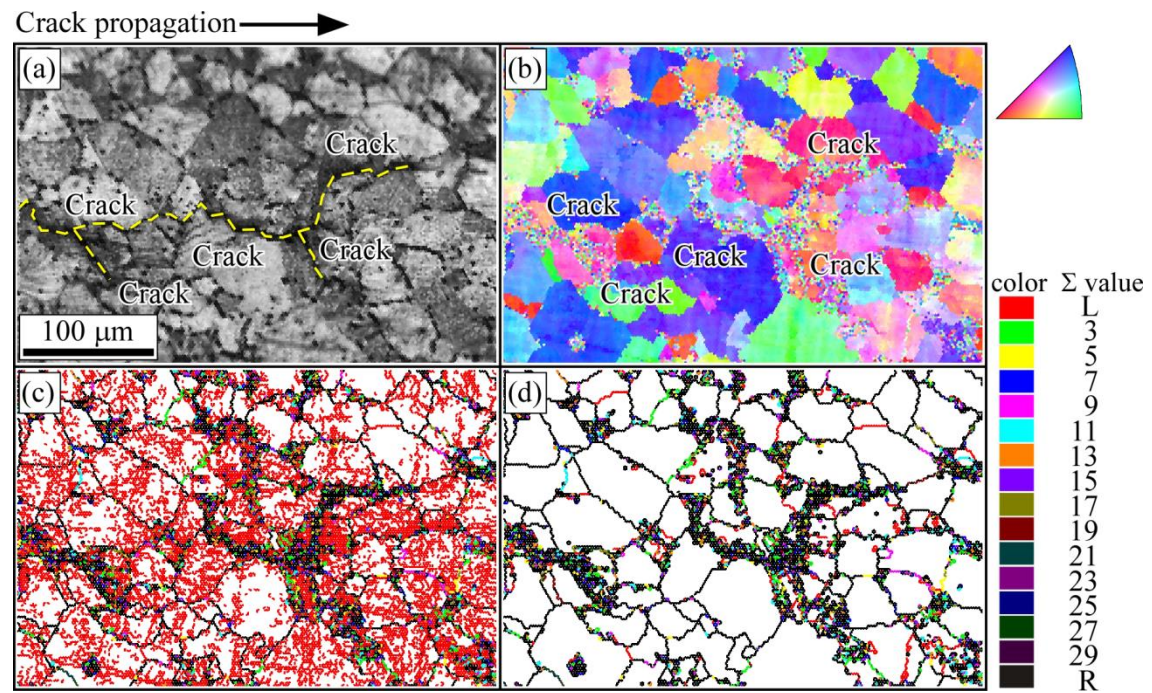 Crack propagation
(a)
(b)
Crack
Crack
Crack
Crack
Crack
Crack
Crack
Crack
Crack
Crack
100 μm
color Σ value
L
3
5
7
9
11
13
15
17
19
21
23
25
27
29
R
(c)
(d)